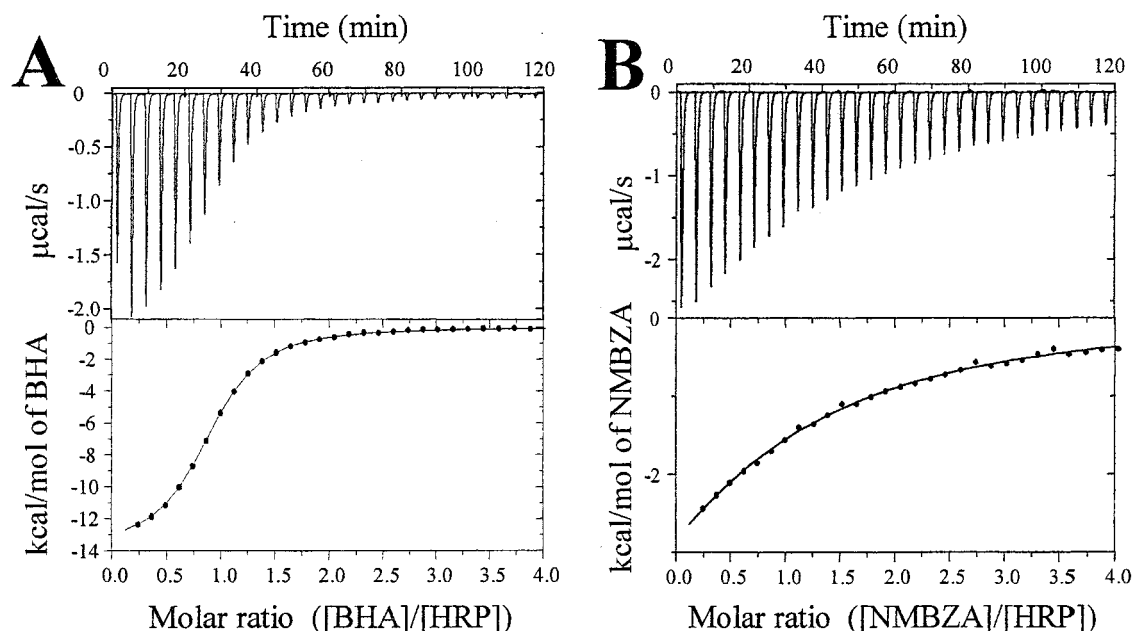 A
Time (min)
0 20 40 60 80 100 120
0
-0.5
-1.0
-1.5
-2.0
µcal/s
0
-2
-4
-6
-8
-10
-12
-14
kcal/mol of BHA
0.0 0.5 1.0 1.5 2.0 2.5 3.0 3.5 4.0
Molar ratio ([BHA]/[HRP])
B
Time (min)
0 20 40 60 80 100 120
0
-1
-2
µcal/s
0
-2
kcal/mol of NMBZA
0.0 0.5 1.0 1.5 2.0 2.5 3.0 3.5 4.0
Molar ratio ([NMBZA]/[HRP])